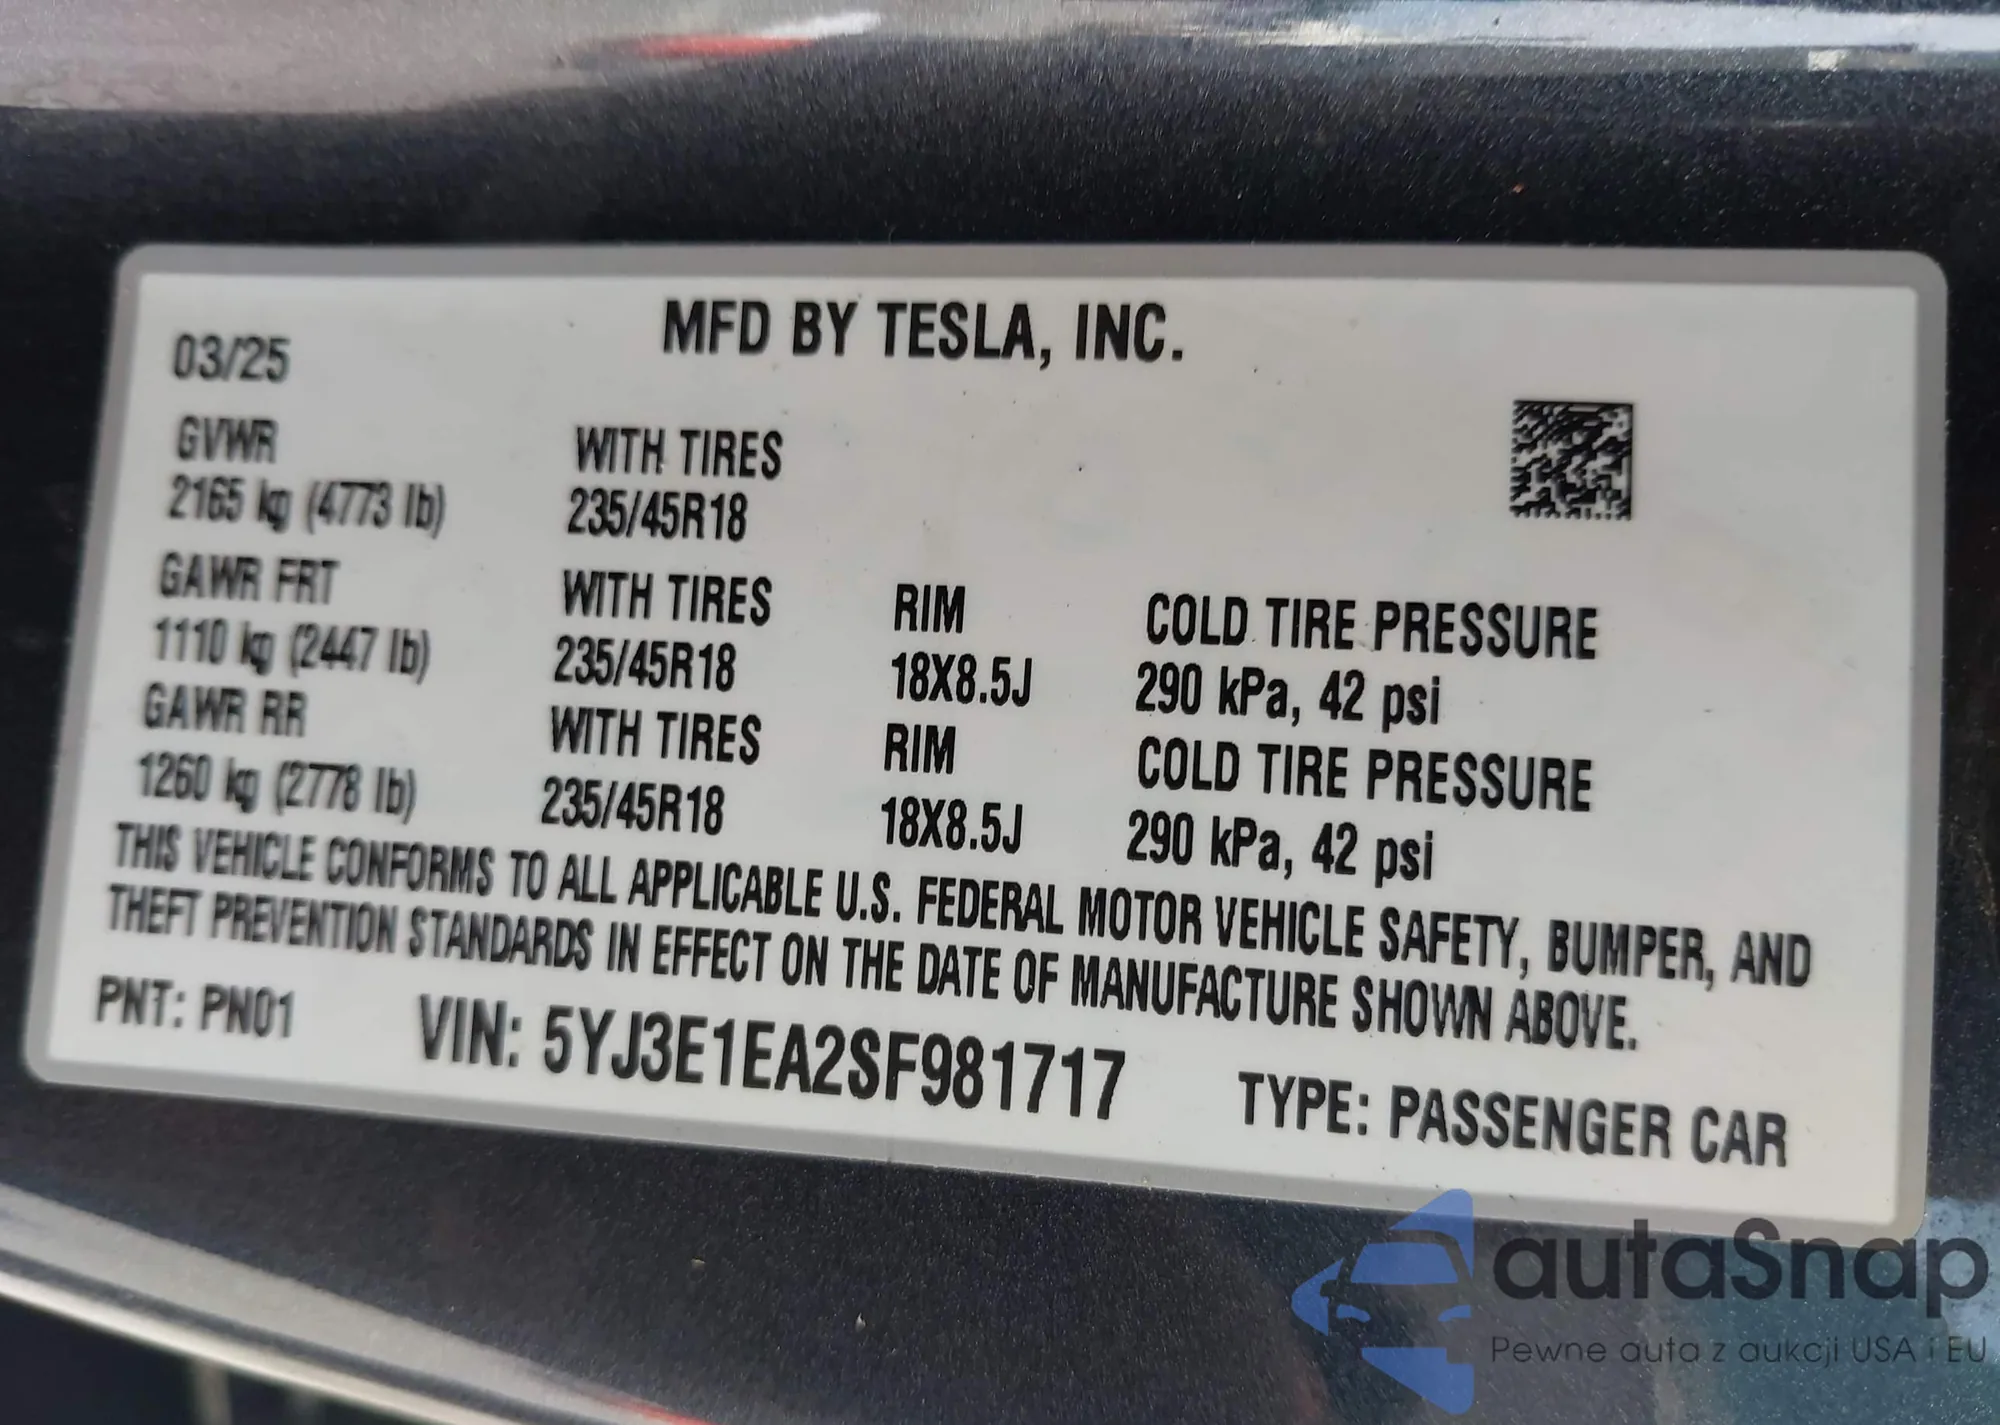 03/25 MFD BY TESLA, INC.
GVWR WITH TIRES
2165 kg (4773 lb) 235/45R18
GAWR FRT WITH TIRES RIM COLD TIRE PRESSURE
1110 kg (2447 lb) 235/45R18 18X8.5J 290 kPa, 42 psi
GAWR RR WITH TIRES RIM COLD TIRE PRESSURE
1260 kg (2778 lb) 235/45R18 18X8.5J 290 kPa, 42 psi
THIS VEHICLE CONFORMS TO ALL APPLICABLE U.S. FEDERAL MOTOR VEHICLE SAFETY, BUMPER, AND
THEFT PREVENTION STANDARDS IN EFFECT ON THE DATE OF MANUFACTURE SHOWN ABOVE.
PNT: PN01 VIN: 5YJ3E1EA2SF981717 TYPE: PASSENGER CAR
autaSnap
Pewne auta z aukcji USA i EU